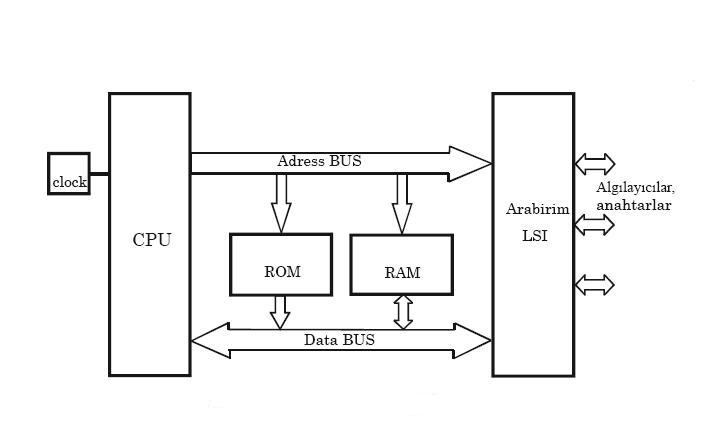 Adress BUS
clock
Algılayıcılar,
anahtarlar
Arabirim
LSI
CPU
ROM
RAM
Data BUS